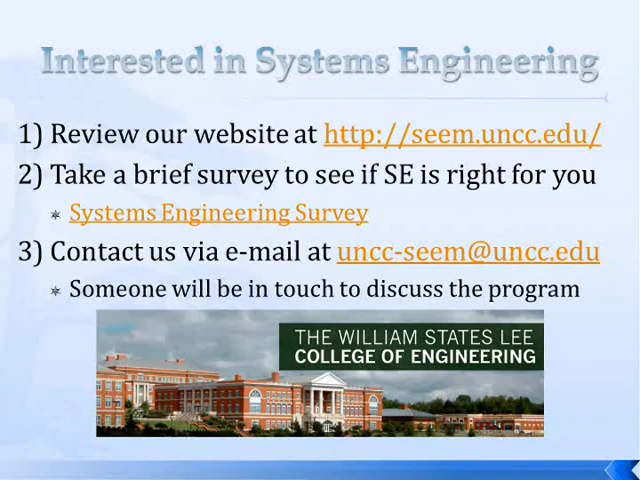 Interested in Systems Engineering
1) Review our website at http://seem.uncc.edu/
2) Take a brief survey to see if SE is right for you
Systems Engineering Survey
3) Contact us via e-mail at uncc-seem@uncc.edu
Someone will be in touch to discuss the program
THE WILLIAM STATES LEE
COLLEGE OF ENGINEERING